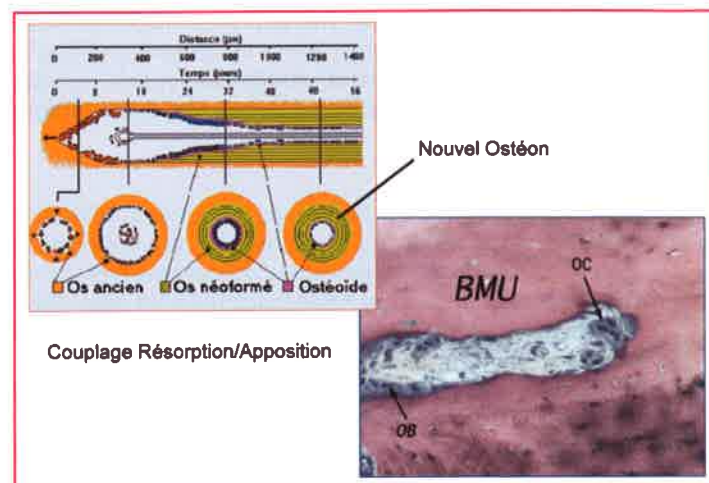 Distance (µm)
0 200 400 600 800 1000 1200 1400
Temps (jours)
0 8 16 24 32 40 48 56
Nouvel Ostéon
Os ancien Os néoformé Ostéoïde
Couplage Résorption/Apposition
BMU
OC
OB